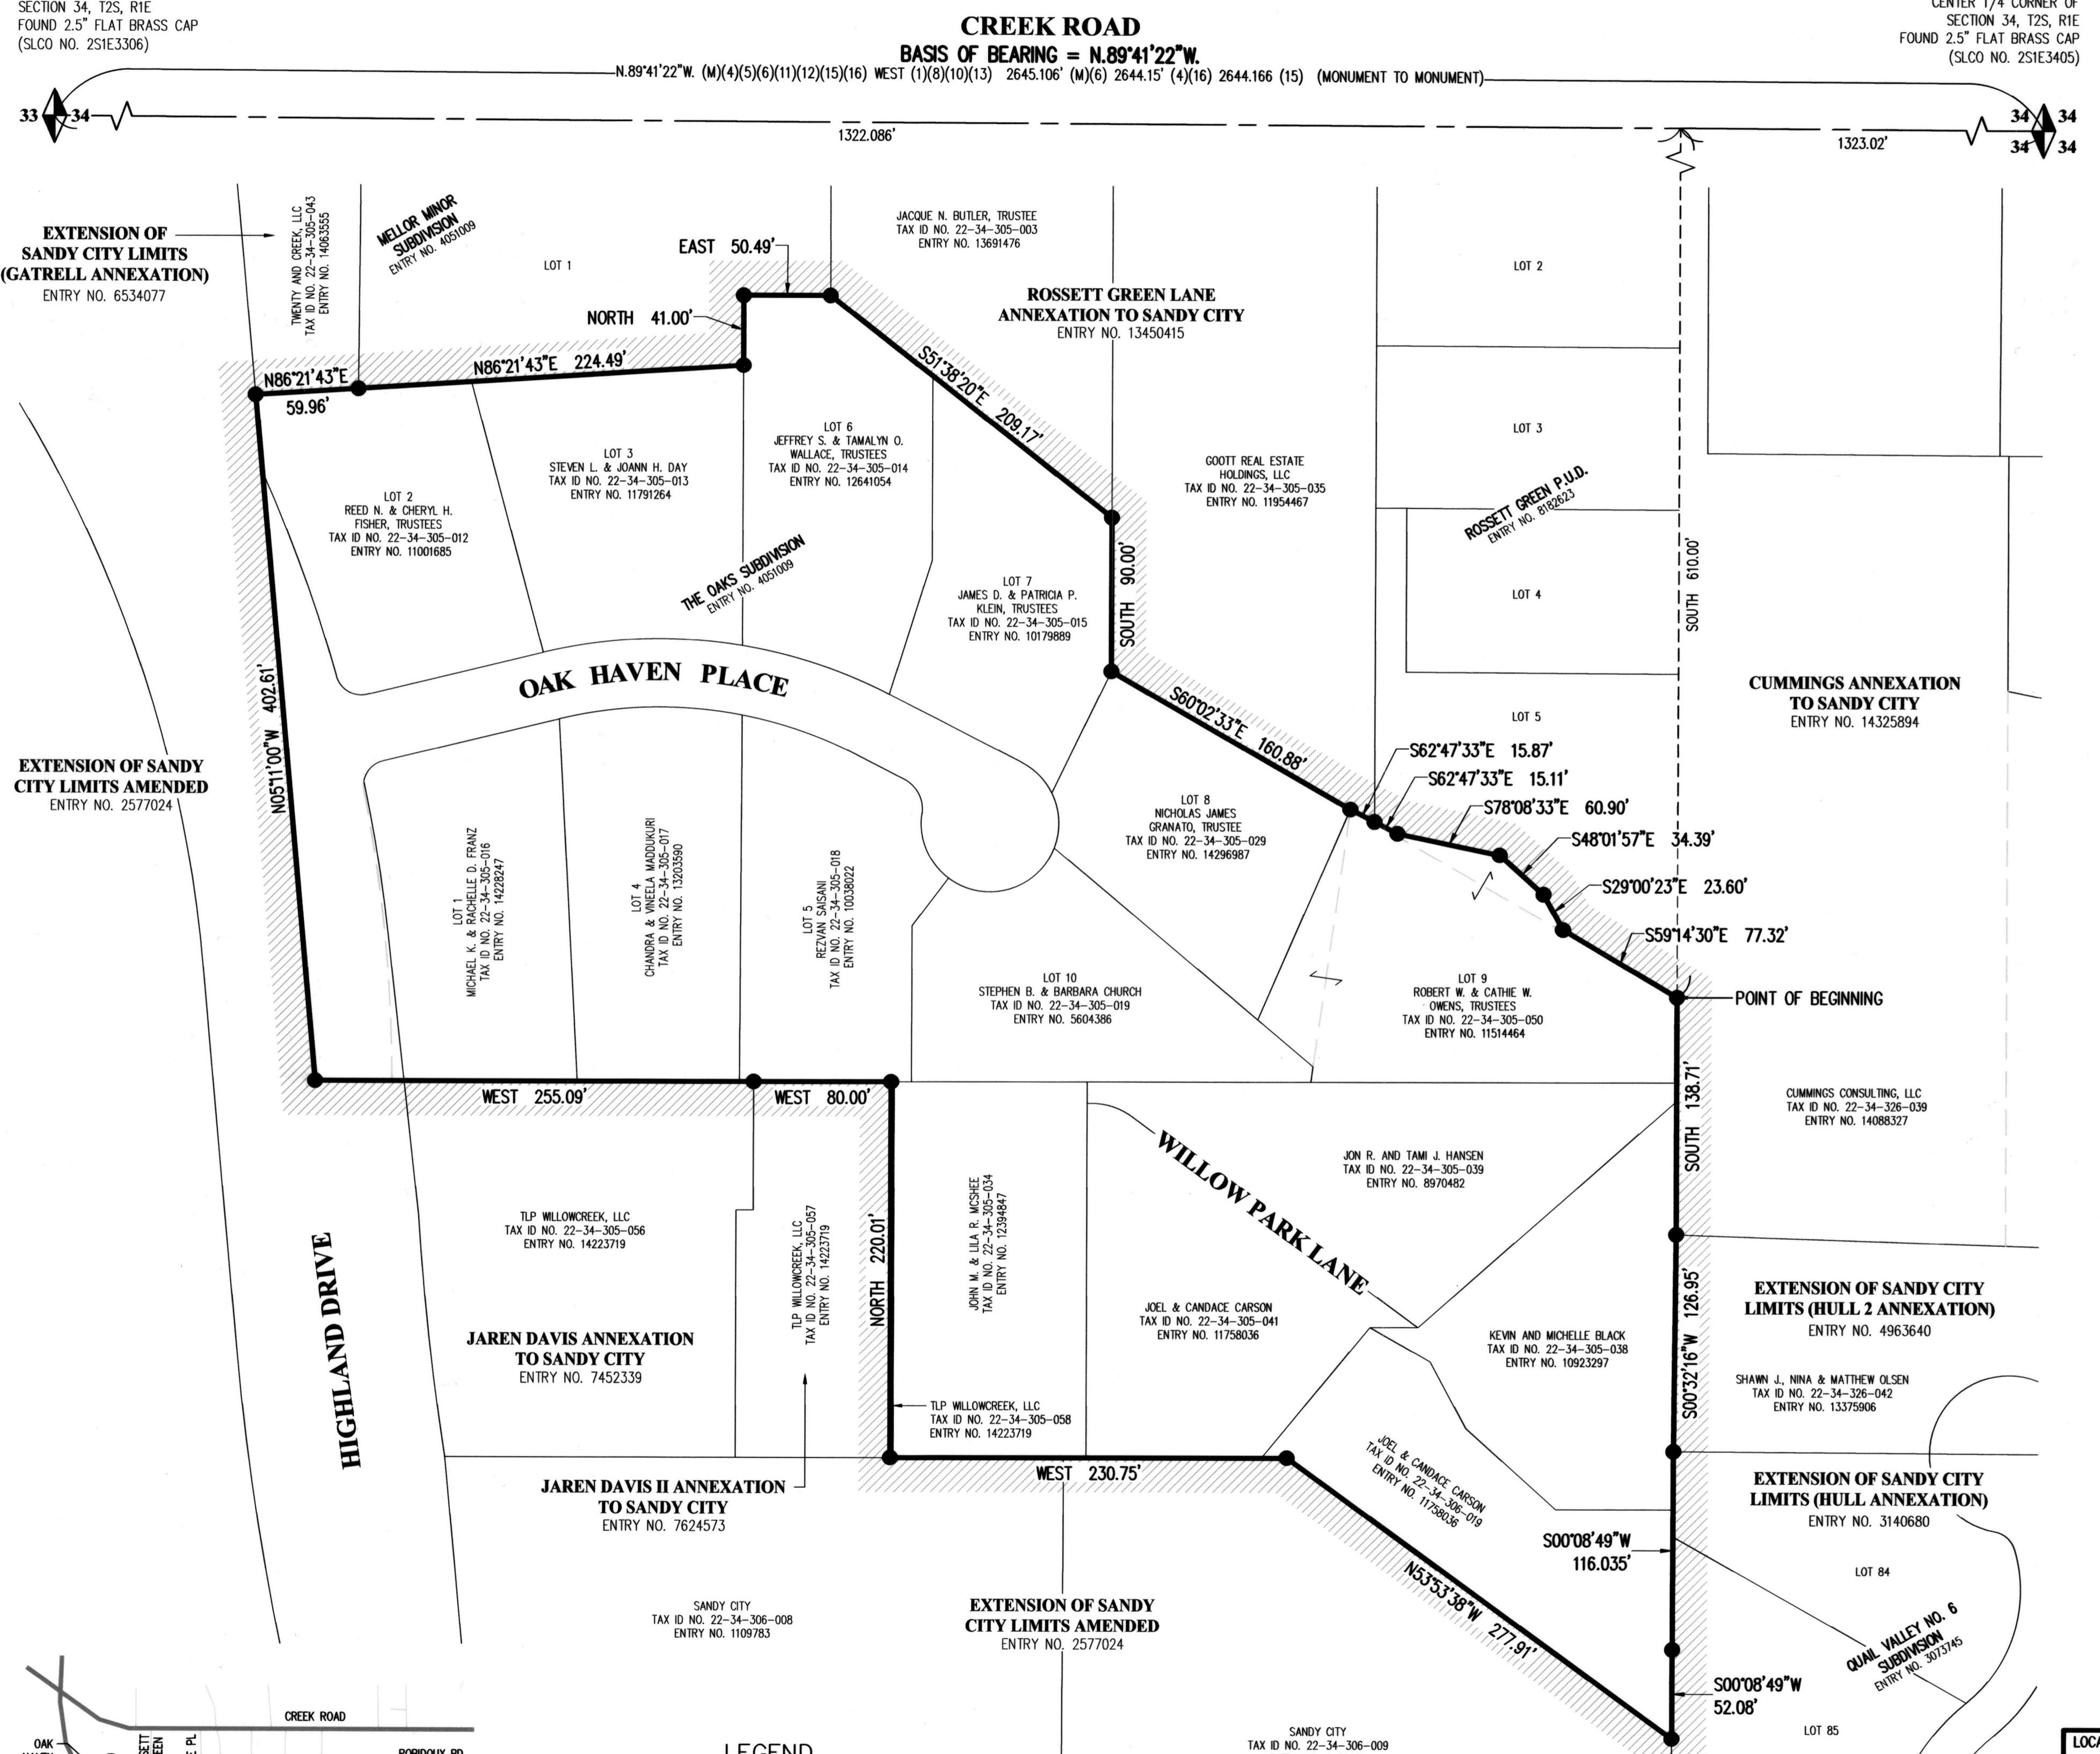 SECTION 34, T2S, R1E
FOUND 2.5" FLAT BRASS CAP
(SLCO NO. 2S1E3306)
CREEK ROAD
BASIS OF BEARING = N.89°41'22"W.
N.89°41'22"W. (M)(4)(5)(6)(11)(12)(15)(16) WEST (1)(8)(10)(13) 2645.106' (M)(6) 2644.15' (4)(16) 2644.166 (15) (MONUMENT TO MONUMENT)
CENTER 1/4 CORNER OF
SECTION 34, T2S, R1E
FOUND 2.5" FLAT BRASS CAP
(SLCO NO. 2S1E3405)
33 34
1322.086'
1323.02'
34 34
34 34
EXTENSION OF
SANDY CITY LIMITS
(GATRELL ANNEXATION)
ENTRY NO. 6534077
TWENTY AND CREEK, LLC
TAX ID NO. 22-34-305-043
ENTRY NO. 14063555
MELLOR MINOR
SUBDIVISION
ENTRY NO. 4051009
LOT 1
EAST 50.49'
NORTH 41.00'
JACQUE N. BUTLER, TRUSTEE
TAX ID NO. 22-34-305-003
ENTRY NO. 13691476
ROSSETT GREEN LANE
ANNEXATION TO SANDY CITY
ENTRY NO. 13450415
LOT 2
LOT 3
ROSSETT GREEN P.U.D.
ENTRY NO. 8182623
LOT 4
LOT 5
SOUTH 610.00'
N86°21'43"E
59.96'
N86°21'43"E 224.49'
S51°38'20"E 209.17'
LOT 2
REED N. & CHERYL H.
FISHER, TRUSTEES
TAX ID NO. 22-34-305-012
ENTRY NO. 11001685
LOT 3
STEVEN L. & JOANN H. DAY
TAX ID NO. 22-34-305-013
ENTRY NO. 11791264
LOT 6
JEFFREY S. & TAMALYN O.
WALLACE, TRUSTEES
TAX ID NO. 22-34-305-014
ENTRY NO. 12641054
GOOTT REAL ESTATE
HOLDINGS, LLC
TAX ID NO. 22-34-305-035
ENTRY NO. 11954467
THE OAKS SUBDIVISION
ENTRY NO. 4051009
LOT 7
JAMES D. & PATRICIA P.
KLEIN, TRUSTEES
TAX ID NO. 22-34-305-015
ENTRY NO. 10179889
SOUTH 90.00'
OAK HAVEN PLACE
N05°11'00"W 402.61'
S60°02'33"E 160.88'
CUMMINGS ANNEXATION
TO SANDY CITY
ENTRY NO. 14325894
EXTENSION OF SANDY
CITY LIMITS AMENDED
ENTRY NO. 2577024
S62°47'33"E 15.87'
S62°47'33"E 15.11'
S78°08'33"E 60.90'
S48°01'57"E 34.39'
S29°00'23"E 23.60'
S59°14'30"E 77.32'
POINT OF BEGINNING
LOT 1
MICHAEL K. & RACHELLE D. FRANZ
TAX ID NO. 22-34-305-016
ENTRY NO. 14228247
LOT 4
CHANDRA & VINEELA MADDUKURI
TAX ID NO. 22-34-305-017
ENTRY NO. 13203590
LOT 5
REZVAN SAISANI
TAX ID NO. 22-34-305-018
ENTRY NO. 10038022
LOT 8
NICHOLAS JAMES
GRANATO, TRUSTEE
TAX ID NO. 22-34-305-029
ENTRY NO. 14296987
LOT 10
STEPHEN B. & BARBARA CHURCH
TAX ID NO. 22-34-305-019
ENTRY NO. 5604386
LOT 9
ROBERT W. & CATHIE W.
OWENS, TRUSTEES
TAX ID NO. 22-34-305-050
ENTRY NO. 11514464
WEST 255.09'
WEST 80.00'
SOUTH 138.71'
CUMMINGS CONSULTING, LLC
TAX ID NO. 22-34-326-039
ENTRY NO. 14088327
TLP WILLOWCREEK, LLC
TAX ID NO. 22-34-305-056
ENTRY NO. 14223719
TLP WILLOWCREEK, LLC
TAX ID NO. 22-34-305-057
ENTRY NO. 14223719
NORTH 220.01'
JOHN M. & LILA R. MCSHEE
TAX ID NO. 22-34-305-034
ENTRY NO. 12394847
WILLOW PARK LANE
JON R. AND TAMI J. HANSEN
TAX ID NO. 22-34-305-039
ENTRY NO. 8970482
JOEL & CANDACE CARSON
TAX ID NO. 22-34-305-041
ENTRY NO. 11758036
KEVIN AND MICHELLE BLACK
TAX ID NO. 22-34-305-038
ENTRY NO. 10923297
S00°32'16"W 126.95'
EXTENSION OF SANDY CITY
LIMITS (HULL 2 ANNEXATION)
ENTRY NO. 4963640
SHAWN J., NINA & MATTHEW OLSEN
TAX ID NO. 22-34-326-042
ENTRY NO. 13375906
HIGHLAND DRIVE
JAREN DAVIS ANNEXATION
TO SANDY CITY
ENTRY NO. 7452339
TLP WILLOWCREEK, LLC
TAX ID NO. 22-34-305-058
ENTRY NO. 14223719
WEST 230.75'
JAREN DAVIS II ANNEXATION
TO SANDY CITY
ENTRY NO. 7624573
JOEL & CANDACE CARSON
TAX ID NO. 22-34-306-019
ENTRY NO. 11758036
EXTENSION OF SANDY CITY
LIMITS (HULL ANNEXATION)
ENTRY NO. 3140680
S00°08'49"W
116.035'
LOT 84
N53°53'38"W 277.91'
SANDY CITY
TAX ID NO. 22-34-306-008
ENTRY NO. 1109783
EXTENSION OF SANDY
CITY LIMITS AMENDED
ENTRY NO. 2577024
QUAIL VALLEY NO. 6
SUBDIVISION
ENTRY NO. 3073745
S00°08'49"W
52.08'
LOT 85
SANDY CITY
TAX ID NO. 22-34-306-009
CREEK ROAD
OAK
LEGEND